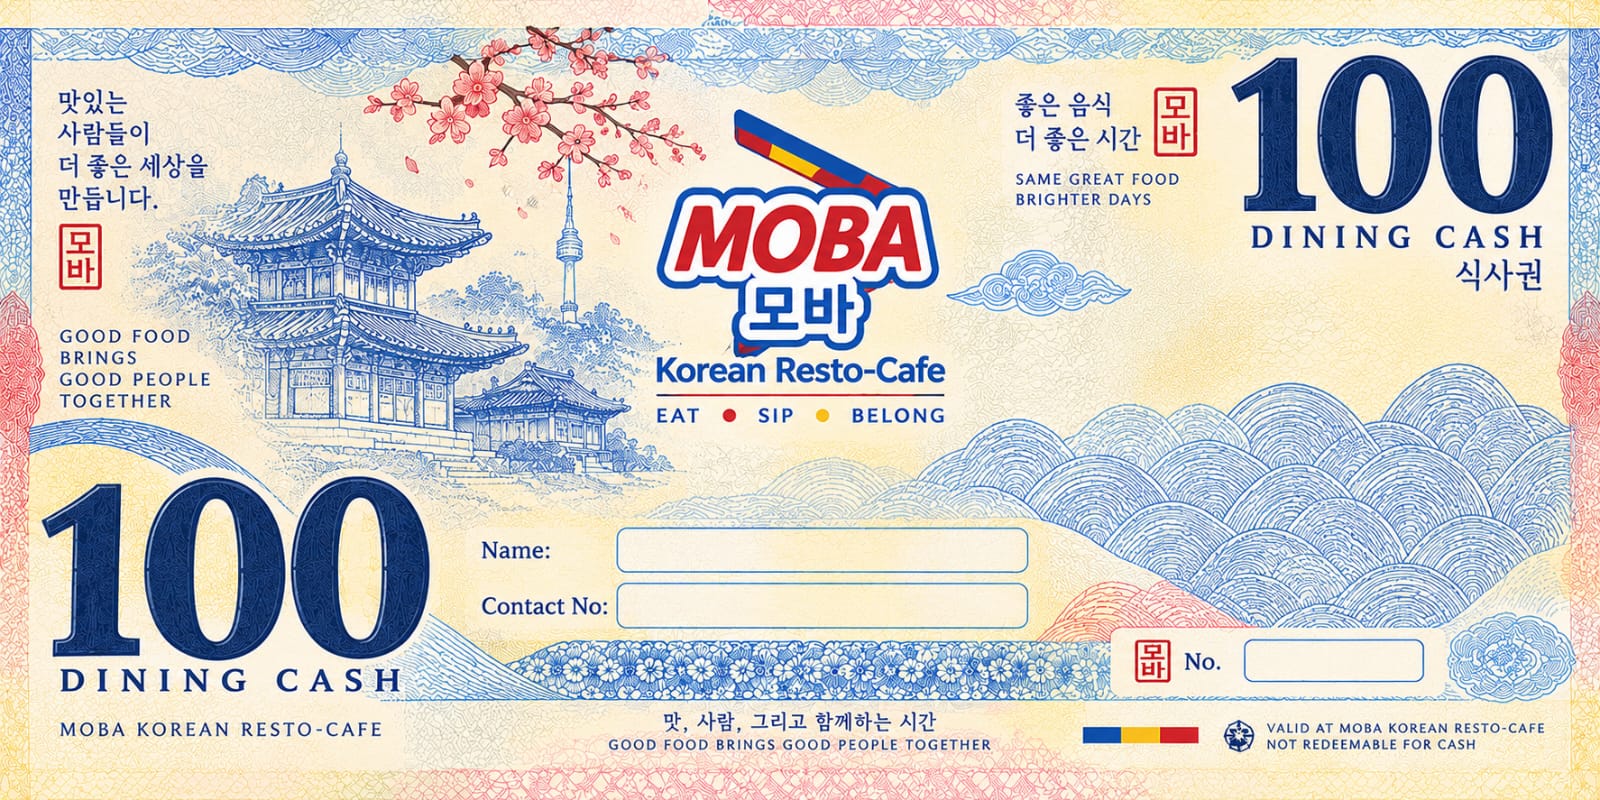 맛있는
사람들이
더 좋은 세상을
만듭니다.
모바
GOOD FOOD
BRINGS
GOOD PEOPLE
TOGETHER
100
DINING CASH
MOBA KOREAN RESTO-CAFE
MOBA
모바
Korean Resto-Cafe
EAT ● SIP ● BELONG
좋은 음식
더 좋은 시간
모바
SAME GREAT FOOD
BRIGHTER DAYS
100
DINING CASH
식사권
Name:
Contact No:
모바
No.
맛, 사람, 그리고 함께하는 시간
GOOD FOOD BRINGS GOOD PEOPLE TOGETHER
VALID AT MOBA KOREAN RESTO-CAFE
NOT REDEEMABLE FOR CASH